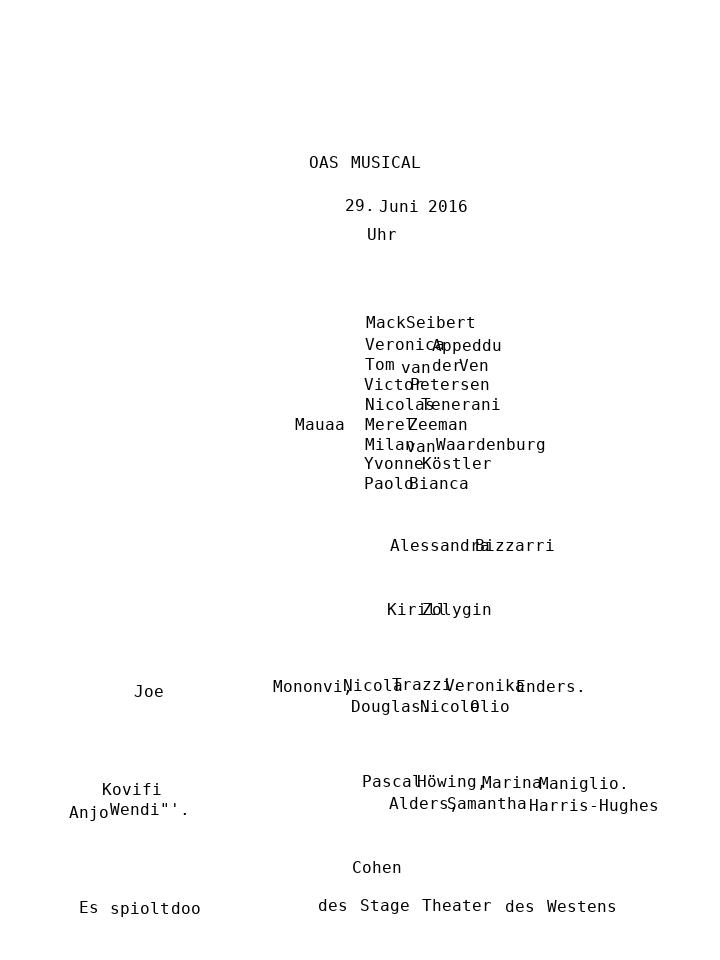 OAS MUSICAL
29. Juni 2016
Uhr
Mack Seibert
Veronica Appeddu
Tom van der Ven
Victor Petersen
Nicolas Tenerani
Mauaa Merel Zeeman
Milan van Waardenburg
Yvonne Köstler
Paolo Bianca
Alessandra Bizzarri
Kirill Zolygin
Joe Mononvi, Nicola Trazzi. Veronika Enders.
Douglas. Nicolo Olio
Kovifi Pascal Höwing, Marina Maniglio.
Anjo Wendi"'. Alders, Samantha Harris-Hughes
Cohen
Es spioltdoo des Stage Theater des Westens